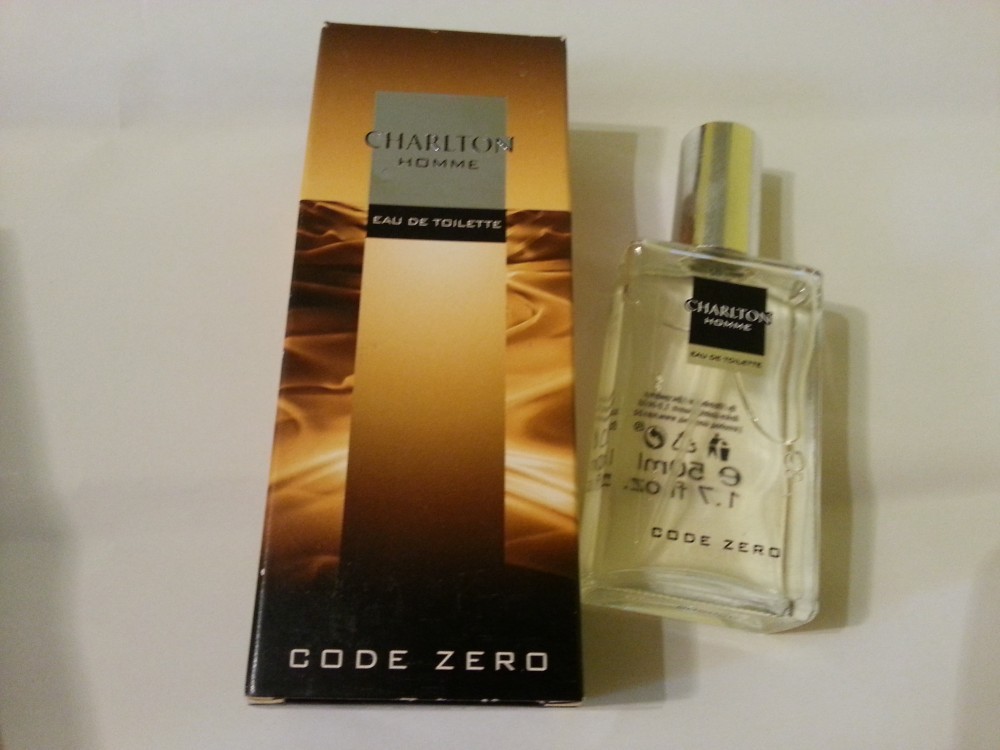 CHARLTON
HOMME
EAU DE TOILETTE
CODE ZERO
CHARLTON
HOMME
EAU DE TOILETTE
e 50ml
1.7 fl oz.
CODE ZERO